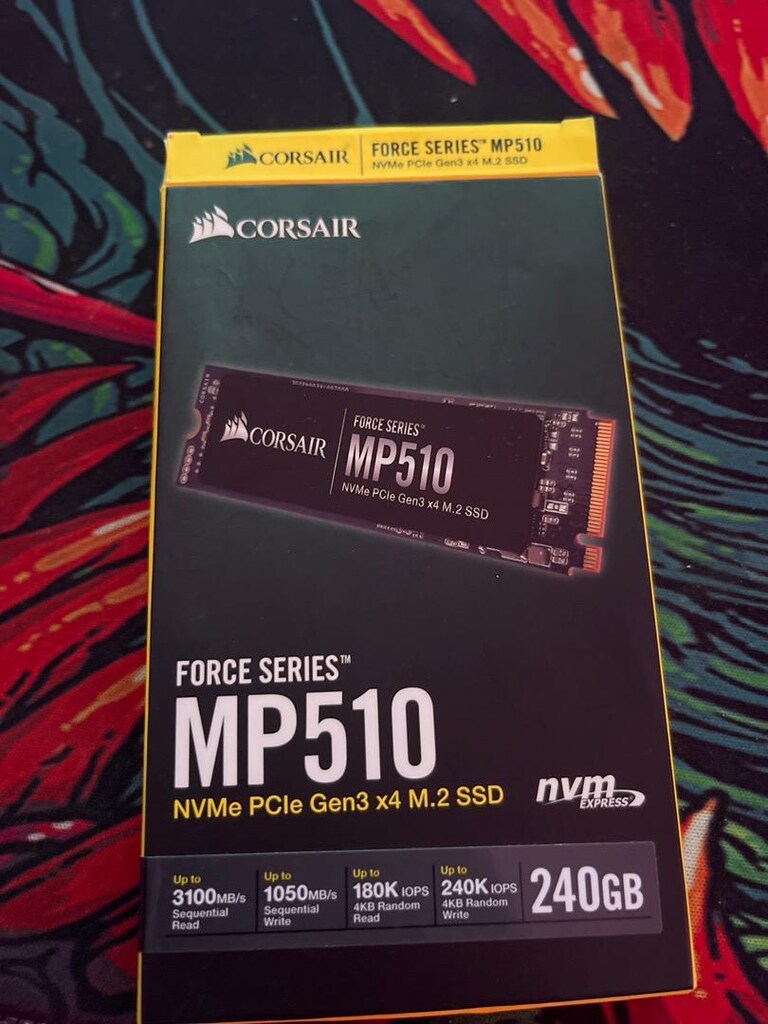 CORSAIR
FORCE SERIES™ MP510
NVMe PCIe Gen3 x4 M.2 SSD
CORSAIR
CORSAIR
FORCE SERIES™
MP510
NVMe PCIe Gen3 x4 M.2 SSD
FORCE SERIES™
MP510
NVMe PCIe Gen3 x4 M.2 SSD
nvm
EXPRESS
Up to
3100MB/s
Sequential
Read
Up to
1050MB/s
Sequential
Write
Up to
180K IOPS
4KB Random
Read
Up to
240K IOPS
4KB Random
Write
240GB